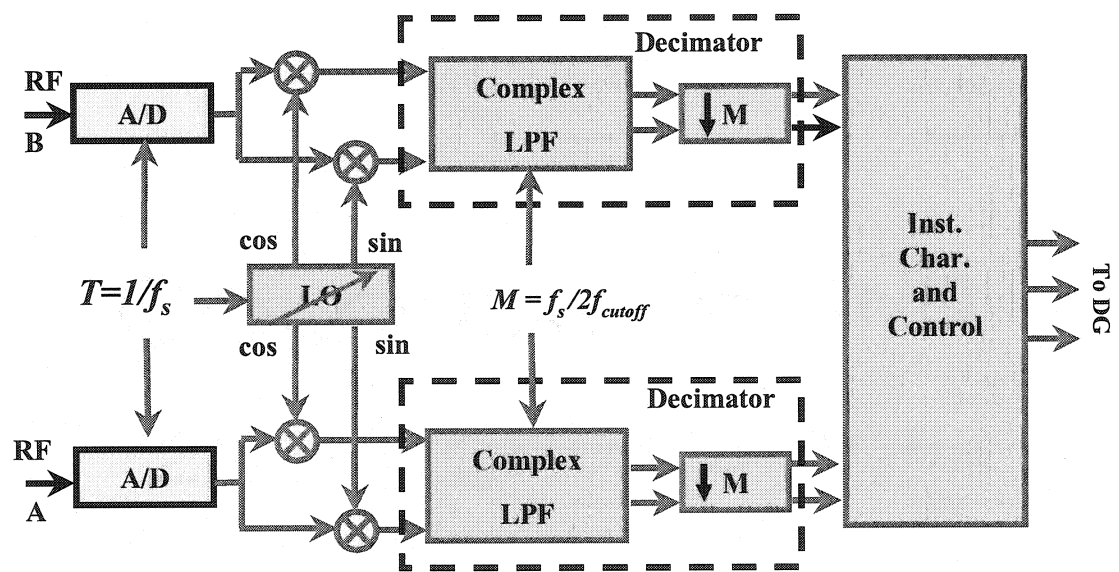 Decimator
RF
B
A/D
Complex
LPF
M
cos
sin
T=1/fs
LO
M = fs/2fcutoff
cos
sin
Inst.
Char.
and
Control
To DG
Decimator
RF
A
A/D
Complex
LPF
M